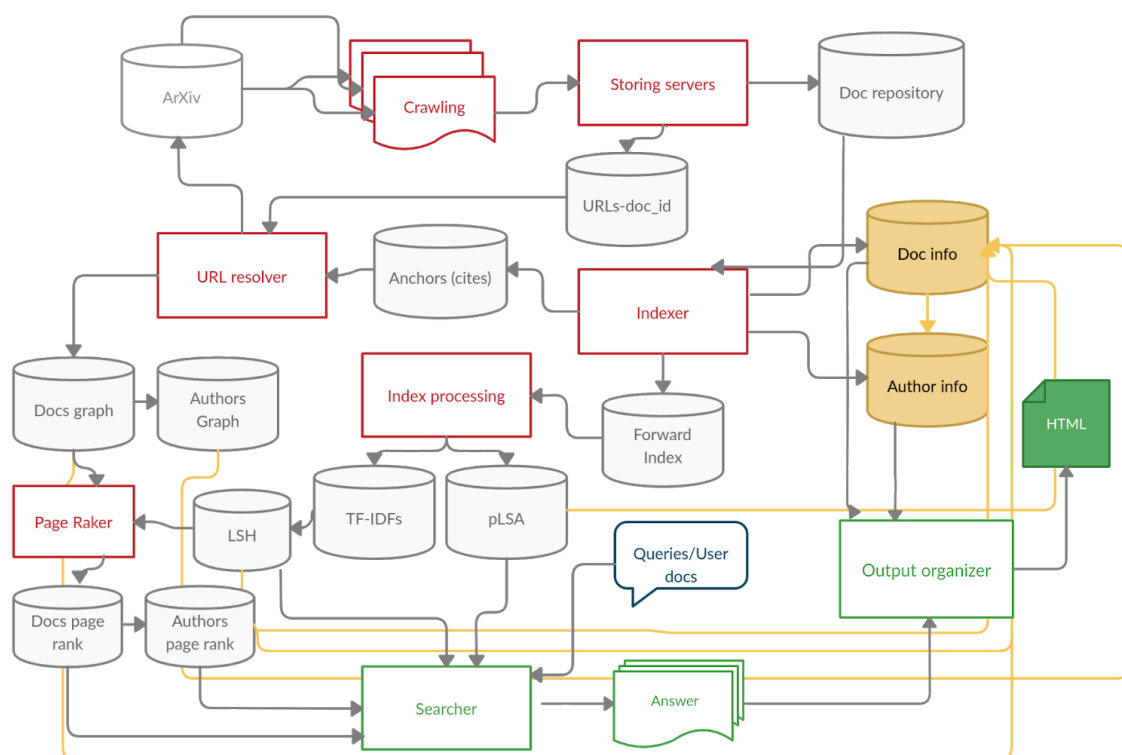 ArXiv
Crawling
Storing servers
Doc repository
URLs-doc_id
URL resolver
Anchors (cites)
Indexer
Doc info
Author info
Docs graph
Authors
Graph
Index processing
Forward
Index
HTML
Page Raker
LSH
TF-IDFs
pLSA
Queries/User
docs
Output organizer
Docs page
rank
Authors
page rank
Searcher
Answer